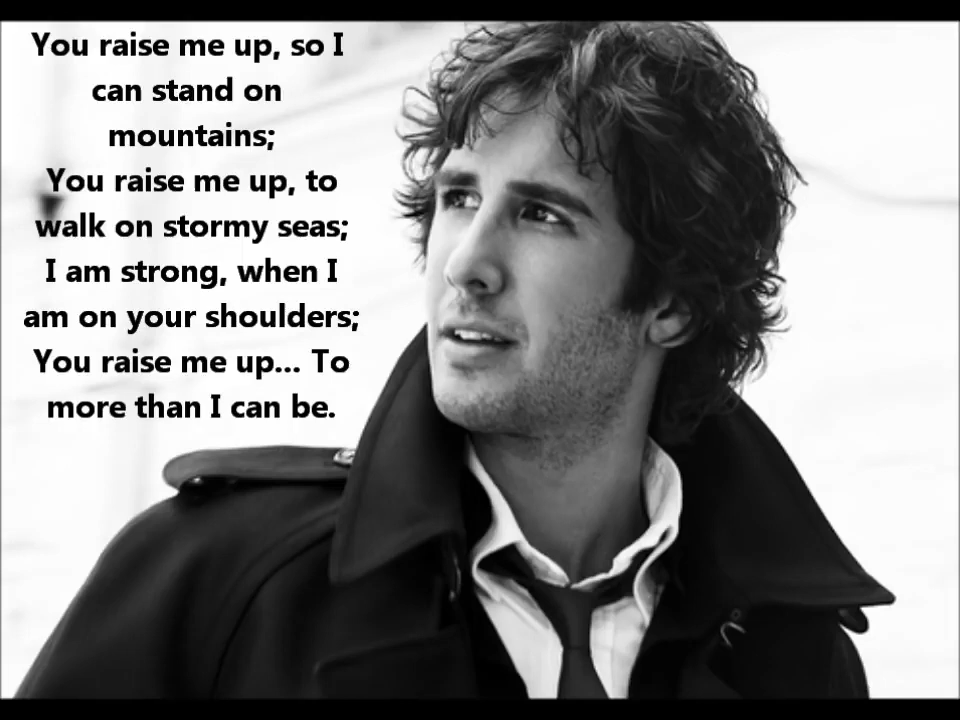 You raise me up, so I
can stand on
mountains;
You raise me up, to
walk on stormy seas;
I am strong, when I
am on your shoulders;
You raise me up... To
more than I can be.